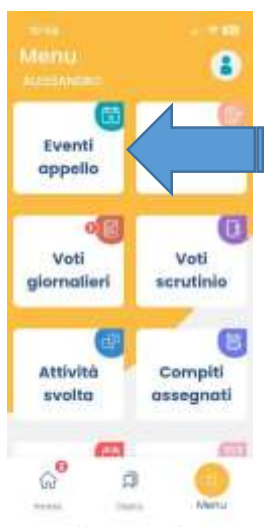 Menu
ALESSANDRO
Eventi
appello
Voti
giornalieri
Voti
scrutinio
Attività
svolta
Compiti
assegnati
Menu